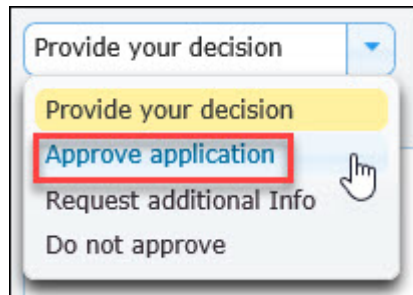 Provide your decision
Provide your decision
Approve application
Request additional Info
Do not approve